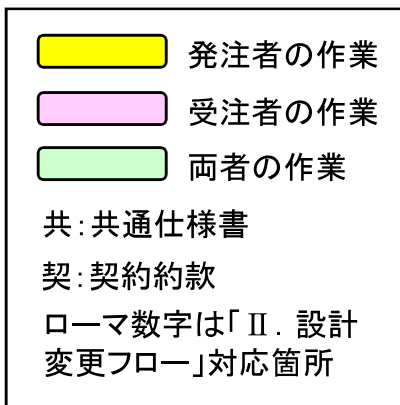 発注者の作業
受注者の作業
両者の作業
共:共通仕様書
契:契約約款
ローマ数字は「Ⅱ. 設計
変更フロー」対応箇所